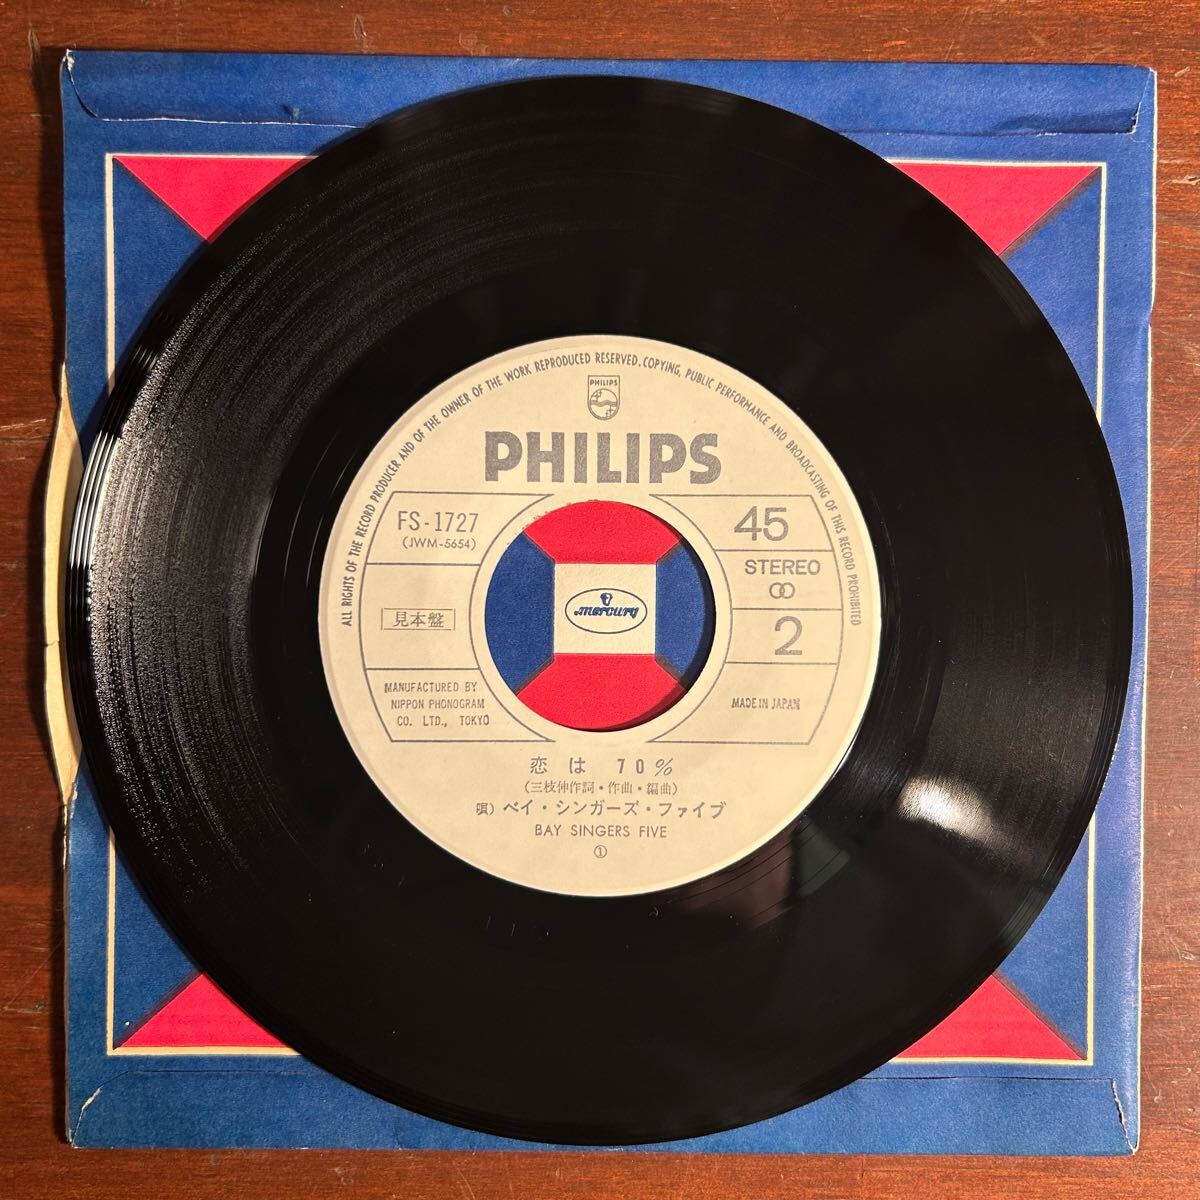 ALL RIGHTS OF THE RECORD PRODUCER AND OF THE OWNER OF THE WORK REPRODUCED RESERVED. COPYING, PUBLIC PERFORMANCE AND BROADCASTING OF THIS RECORD PROHIBITED
PHILIPS
PHILIPS
FS-1727
(JWM-5654)
45
STEREO
2
見本盤
mercury
MANUFACTURED BY
NIPPON PHONOGRAM
CO. LTD., TOKYO
MADE IN JAPAN
恋は 70%
(三枝伸作詞・作曲・編曲)
唄) ベイ・シンガーズ・ファイブ
BAY SINGERS FIVE
①